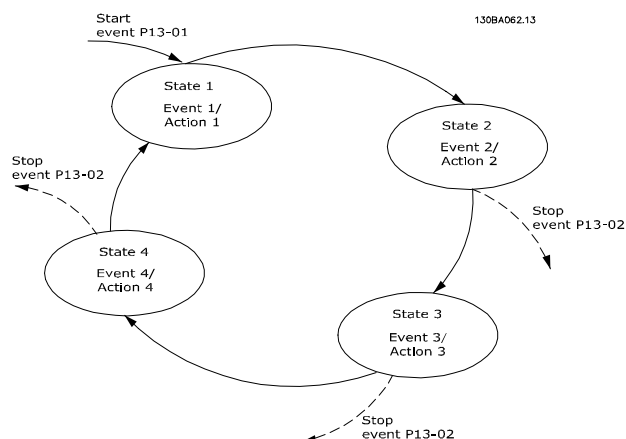 Start
event P13-01
130BA062.13
State 1
Event 1/
Action 1
State 2
Event 2/
Action 2
Stop
event P13-02
Stop
event P13-02
State 4
Event 4/
Action 4
State 3
Event 3/
Action 3
Stop
event P13-02